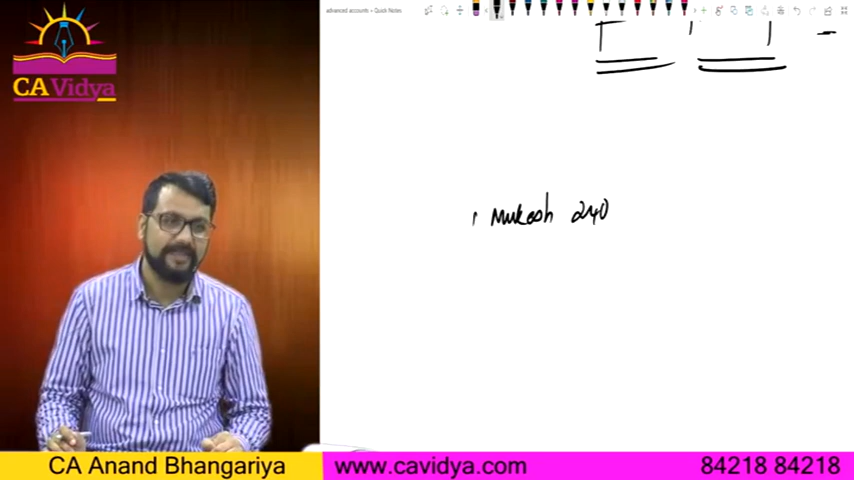 advanced accounts • Quick Notes
CA Vidya
Mukesh 240
CA Anand Bhangariya
www.cavidya.com
84218 84218